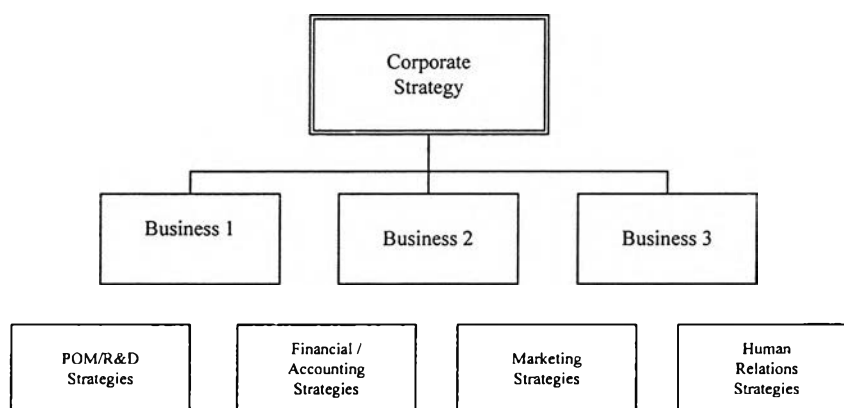 Corporate
Strategy
Business 1
Business 2
Business 3
POM/R&D
Strategies
Financial /
Accounting
Strategies
Marketing
Strategies
Human
Relations
Strategies